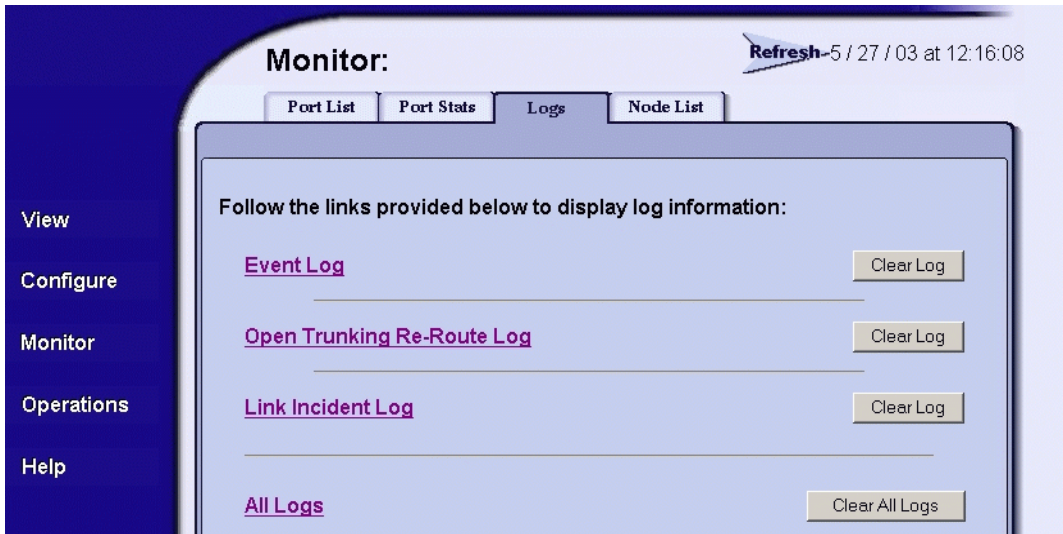 Monitor:
Refresh-5 / 27 / 03 at 12:16:08
Port List
Port Stats
Logs
Node List
View
Configure
Monitor
Operations
Help
Follow the links provided below to display log information:
Event Log
Clear Log
Open Trunking Re-Route Log
Clear Log
Link Incident Log
Clear Log
All Logs
Clear All Logs